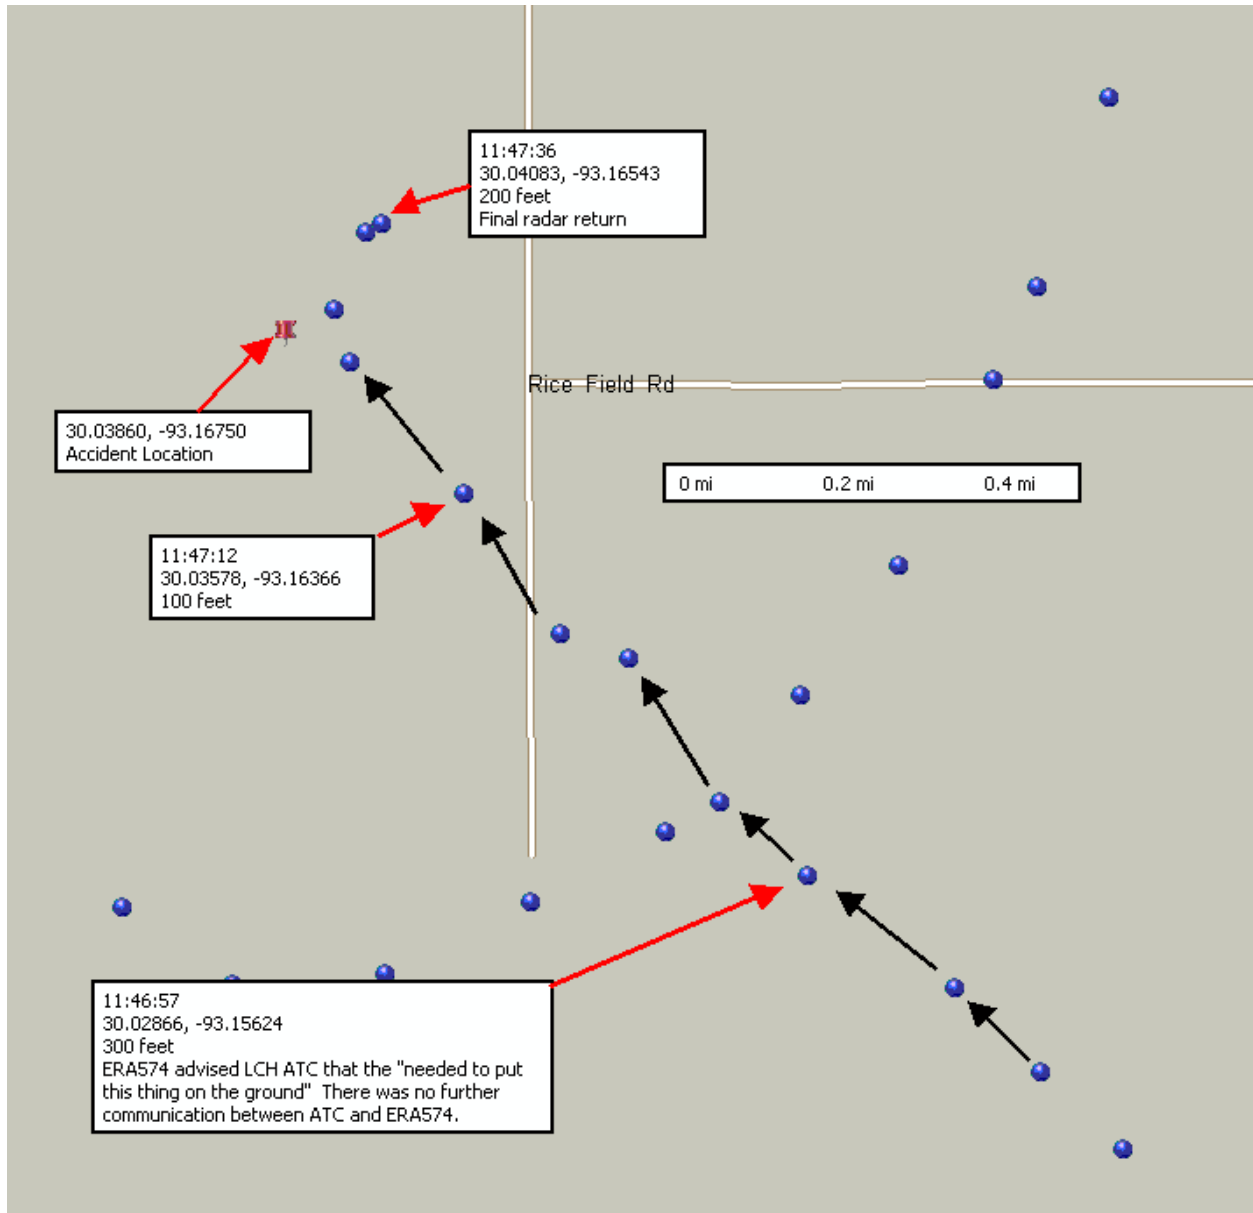 11:47:36
30.04083, -93.16543
200 feet
Final radar return
Rice Field Rd
30.03860, -93.16750
Accident Location
0 mi 0.2 mi 0.4 mi
11:47:12
30.03578, -93.16366
100 feet
11:46:57
30.02866, -93.15624
300 feet
ERA574 advised LCH ATC that the "needed to put
this thing on the ground" There was no further
communication between ATC and ERA574.